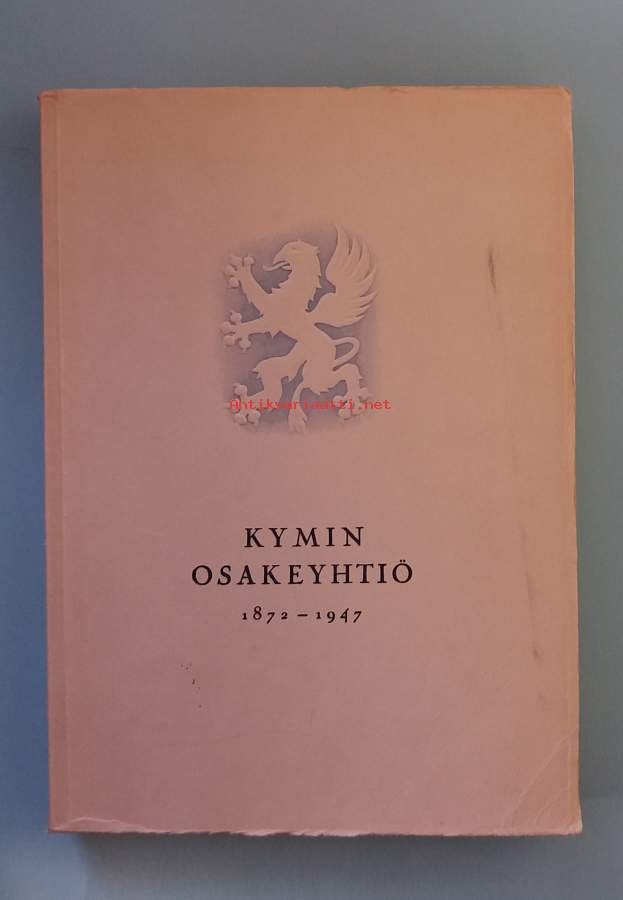 Antikvariaatti.net
KYMIN
OSAKEYHTIÖ
1872 – 1947